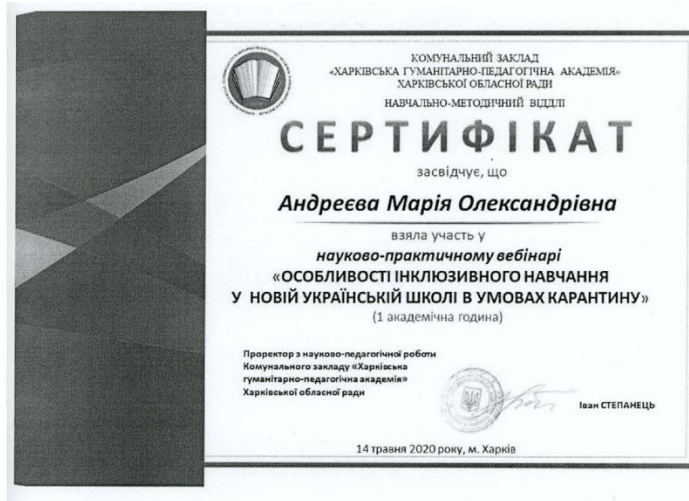 КОМУНАЛЬНИЙ ЗАКЛАД
«ХАРКІВСЬКА ГУМАНІТАРНО-ПЕДАГОГІЧНА АКАДЕМІЯ»
ХАРКІВСЬКОЇ ОБЛАСНОЇ РАДИ
НАВЧАЛЬНО-МЕТОДИЧНИЙ ВІДДІЛ
СЕРТИФІКАТ
засвідчує, що
Андреєва Марія Олександрівна
взяла участь у
науково-практичному вебінарі
«ОСОБЛИВОСТІ ІНКЛЮЗИВНОГО НАВЧАННЯ
У НОВІЙ УКРАЇНСЬКІЙ ШКОЛІ В УМОВАХ КАРАНТИНУ»
(1 академічна година)
Проректор з науково-педагогічної роботи
Комунального закладу «Харківська
гуманітарно-педагогічна академія»
Харківської обласної ради
Іван СТЕПАНЕЦЬ
14 травня 2020 року, м. Харків